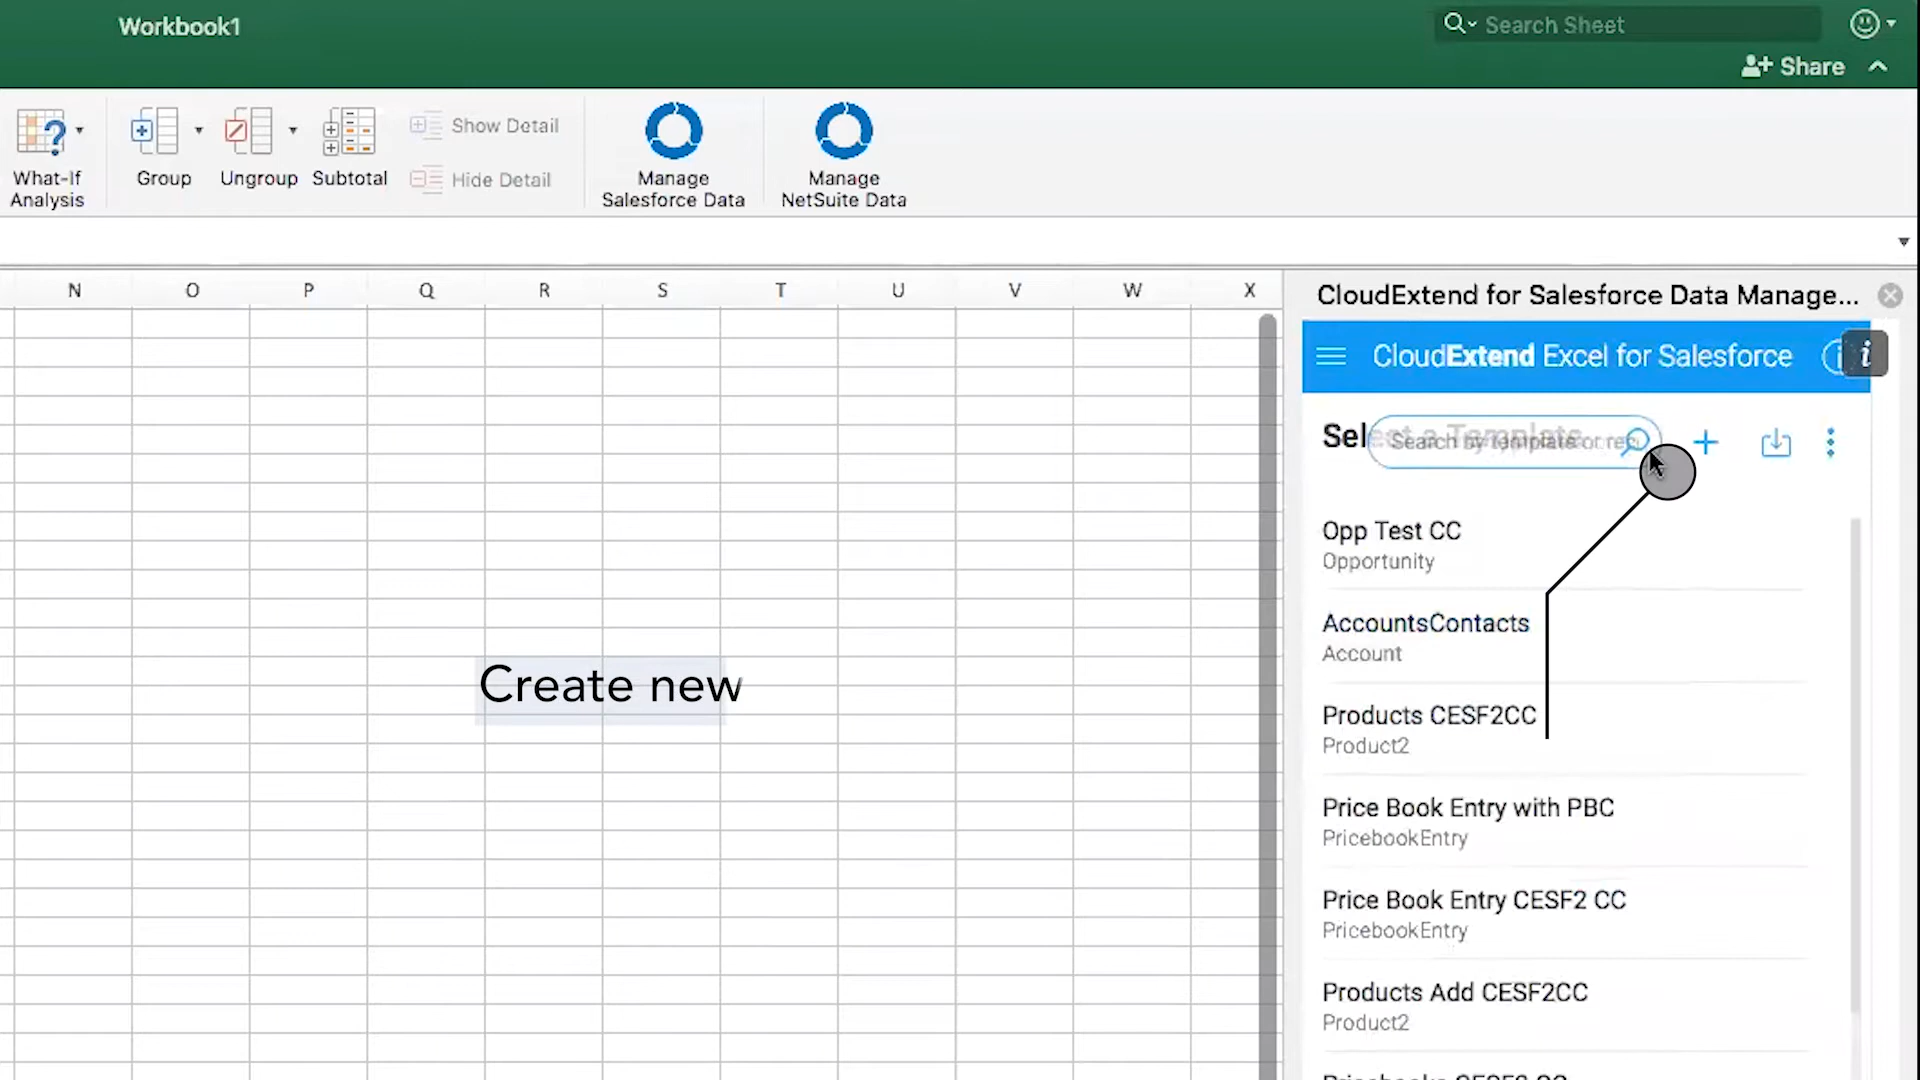 Workbook1
Search Sheet
Share
What-If
Analysis
Group
Ungroup
Subtotal
Show Detail
Hide Detail
Manage
Salesforce Data
Manage
NetSuite Data
N O P Q R S T U V W X
CloudExtend for Salesforce Data Manage...
CloudExtend Excel for Salesforce
i
Select a Template
Search by template or rec
Opp Test CC
Opportunity
AccountsContacts
Account
Create new
Products CESF2CC
Product2
Price Book Entry with PBC
PricebookEntry
Price Book Entry CESF2 CC
PricebookEntry
Products Add CESF2CC
Product2